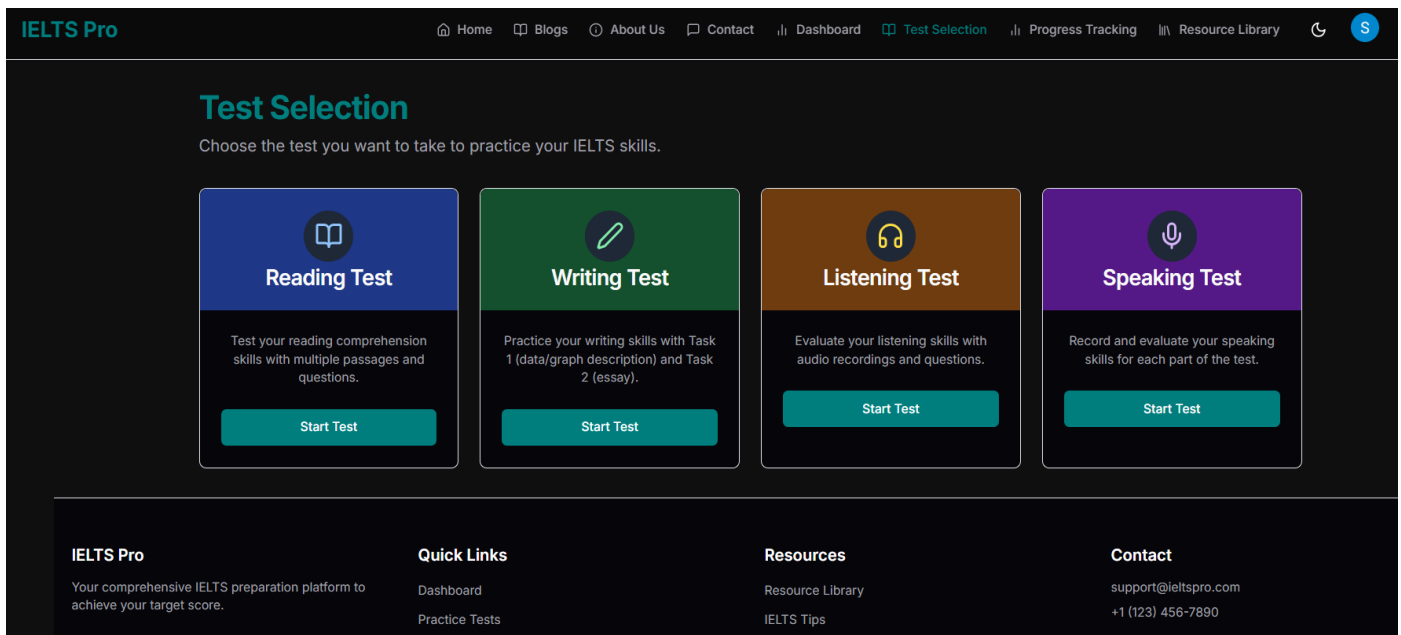 IELTS Pro
Home
Blogs
About Us
Contact
Dashboard
Test Selection
Progress Tracking
Resource Library
S
Test Selection
Choose the test you want to take to practice your IELTS skills.
Reading Test
Test your reading comprehension
skills with multiple passages and
questions.
Start Test
Writing Test
Practice your writing skills with Task
1 (data/graph description) and Task
2 (essay).
Start Test
Listening Test
Evaluate your listening skills with
audio recordings and questions.
Start Test
Speaking Test
Record and evaluate your speaking
skills for each part of the test.
Start Test
IELTS Pro
Your comprehensive IELTS preparation platform to
achieve your target score.
Quick Links
Dashboard
Practice Tests
Resources
Resource Library
IELTS Tips
Contact
support@ieltspro.com
+1 (123) 456-7890